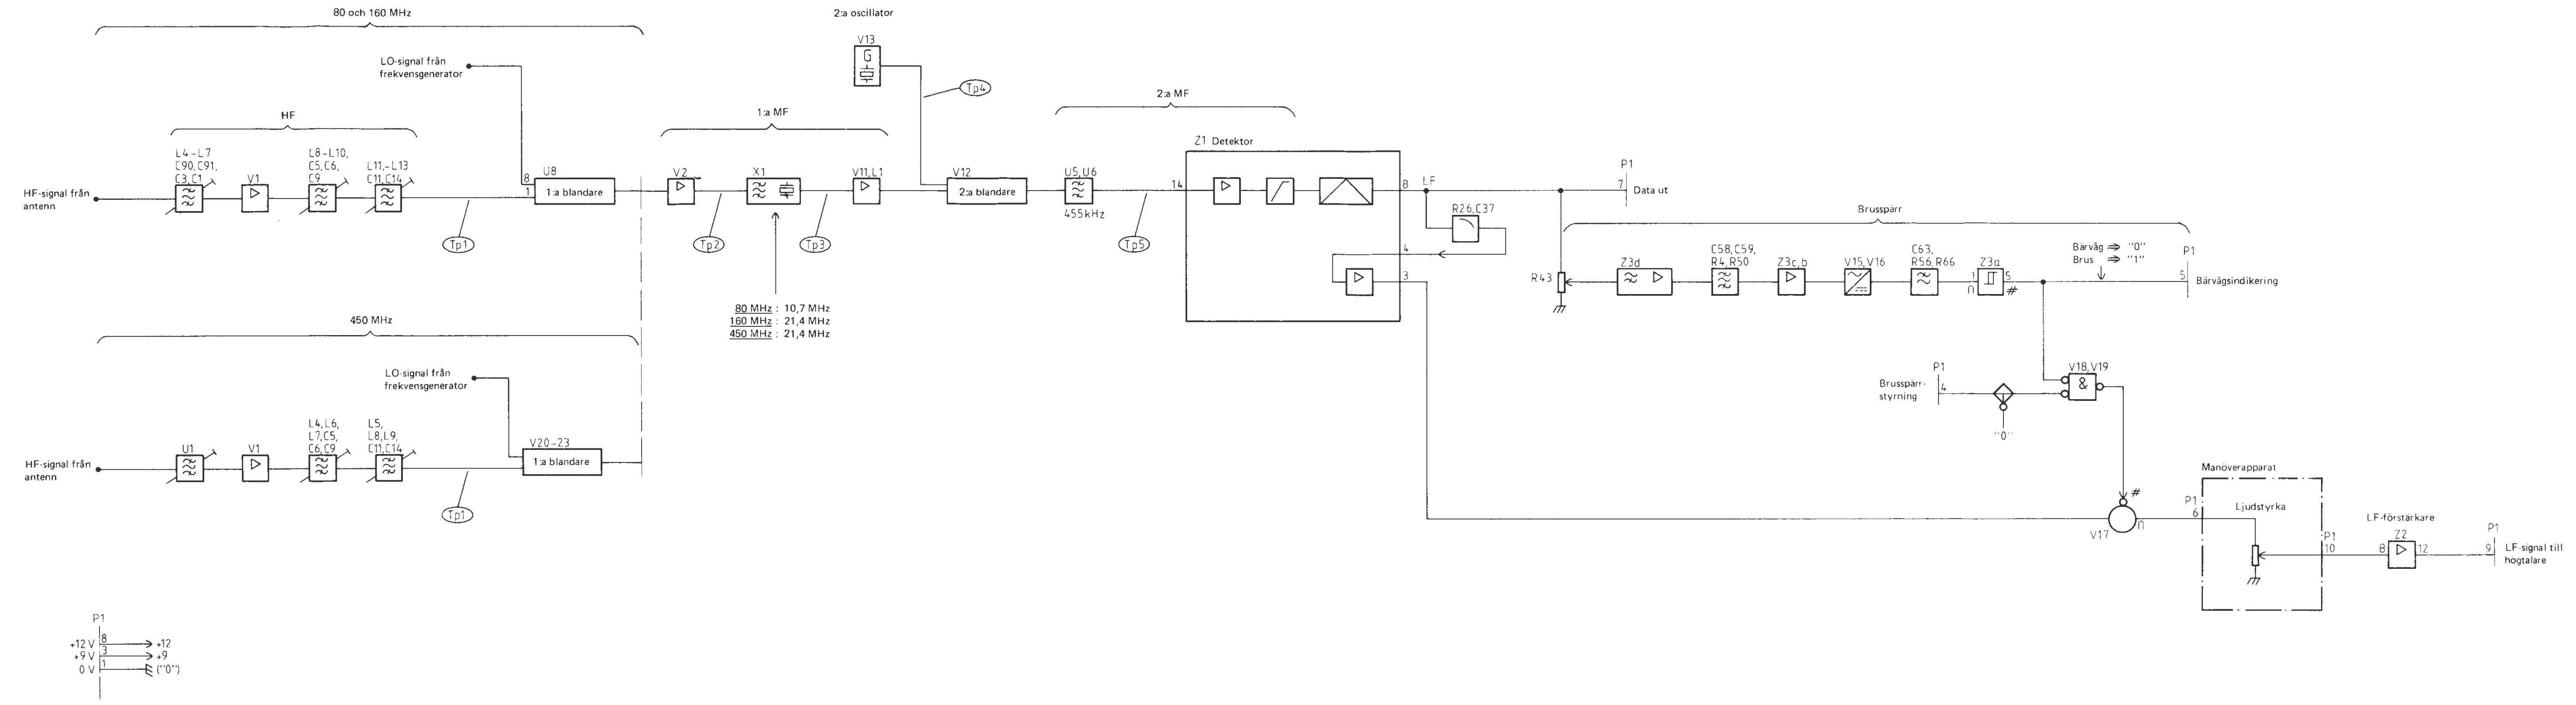 80 och 160 MHz
2:a oscillator
V13
G
LO-signal från
frekvensgenerator
Tp4
2:a MF
HF
1:a MF
Z1 Detektor
L4-L7
C90,C91,
C3,C1
V1
L8-L10,
C5,C6,
C9
L11,-L13
C11,C14
8
1
U8
1:a blandare
V2
X1
V11,L1
V12
2:a blandare
U5,U6
455kHz
14
8
LF
P1
7
Data ut
HF-signal från
antenn
Tp1
Tp2
Tp3
Tp5
R26,C37
4
3
Brusspärr
R43
Z3d
C58,C59,
R4,R50
Z3c,b
V15,V16
C63,
R56,R66
Z3a
1
5
#
Bärvåg ⇒ "0"
Brus ⇒ "1"
P1
5
Bärvågsindikering
80 MHz : 10,7 MHz
160 MHz : 21,4 MHz
450 MHz : 21,4 MHz
450 MHz
LO-signal från
frekvensgenerator
Brusspärr-
styrning
P1
4
"0"
V18,V19
&
HF-signal från
antenn
U1
V1
L4,L6,
L7,C5,
C6,C9
L5,
L8,L9,
C11,C14
V20-23
1:a blandare
Tp1
Manöverapparat
Ljudstyrka
#
V17
P1
6
P1
10
LF-förstärkare
Z2
8
12
P1
9
LF-signal till
högtalare
P1
+12 V 8 +12
+9 V 3 +9
0 V 1 ("0")